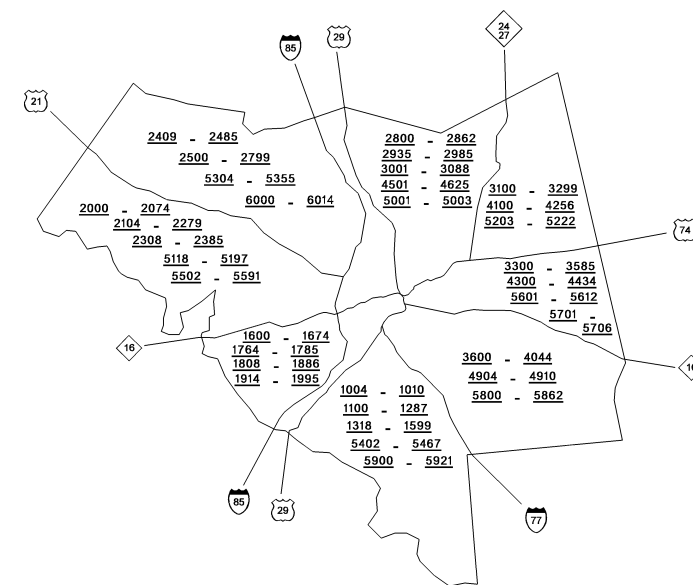 24
27
29
85
21
2409 - 2485
2500 - 2799
5304 - 5355
6000 - 6014
2800 - 2862
2935 - 2985
3001 - 3088
4501 - 4625
5001 - 5003
3100 - 3299
4100 - 4256
5203 - 5222
2000 - 2074
2104 - 2279
2308 - 2385
5118 - 5197
5502 - 5591
74
3300 - 3585
4300 - 4434
5601 - 5612
5701 - 5706
16
1600 - 1674
1764 - 1785
1808 - 1886
1914 - 1995
3600 - 4044
4904 - 4910
5800 - 5862
16
1004 - 1010
1100 - 1287
1318 - 1599
5402 - 5467
5900 - 5921
85
29
77